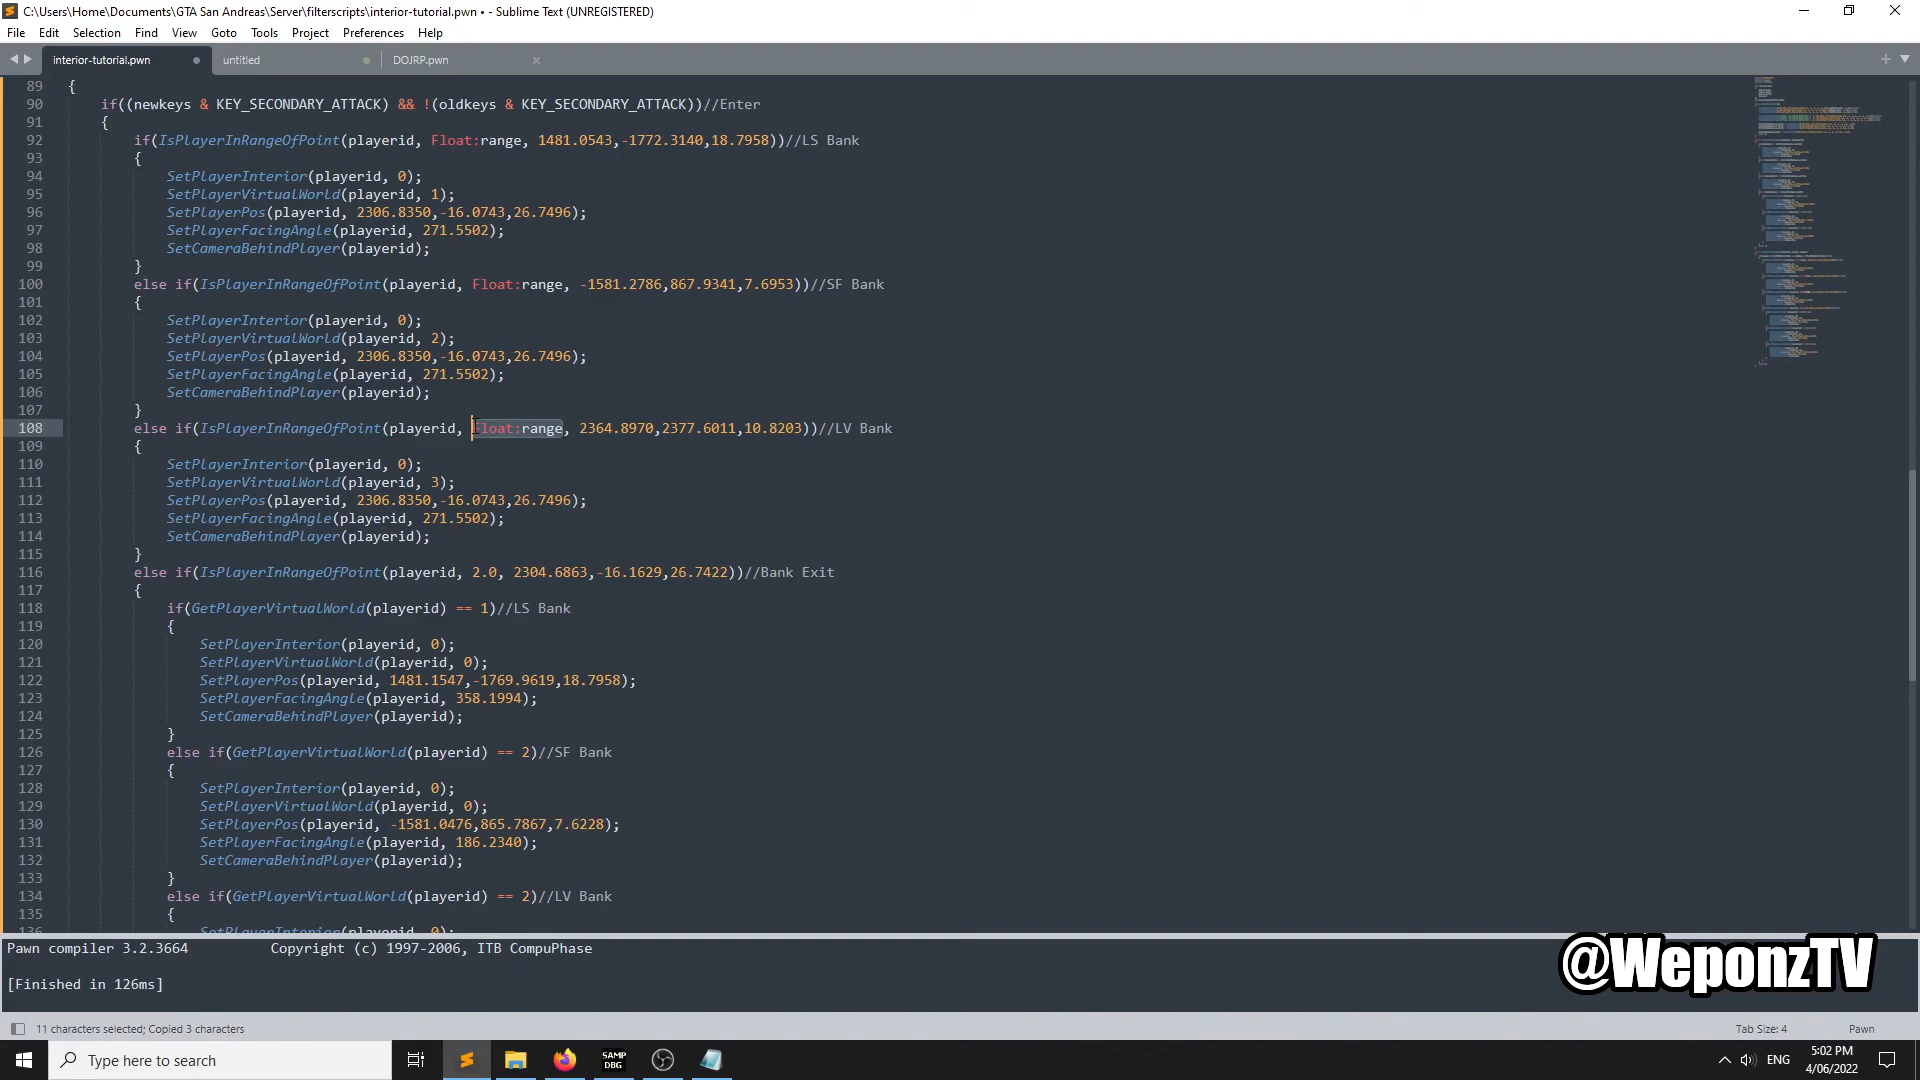 C:\Users\Home\Documents\GTA San Andreas\Server\filterscripts\interior-tutorial.pwn • - Sublime Text (UNREGISTERED)
File Edit Selection Find View Goto Tools Project Preferences Help
interior-tutorial.pwn untitled DOJRP.pwn
89 {
90 if((newkeys & KEY_SECONDARY_ATTACK) && !(oldkeys & KEY_SECONDARY_ATTACK))//Enter
91 {
92 if(IsPlayerInRangeOfPoint(playerid, Float:range, 1481.0543,-1772.3140,18.7958))//LS Bank
93 {
94 SetPlayerInterior(playerid, 0);
95 SetPlayerVirtualWorld(playerid, 1);
96 SetPlayerPos(playerid, 2306.8350,-16.0743,26.7496);
97 SetPlayerFacingAngle(playerid, 271.5502);
98 SetCameraBehindPlayer(playerid);
99 }
100 else if(IsPlayerInRangeOfPoint(playerid, Float:range, -1581.2786,867.9341,7.6953))//SF Bank
101 {
102 SetPlayerInterior(playerid, 0);
103 SetPlayerVirtualWorld(playerid, 2);
104 SetPlayerPos(playerid, 2306.8350,-16.0743,26.7496);
105 SetPlayerFacingAngle(playerid, 271.5502);
106 SetCameraBehindPlayer(playerid);
107 }
108 else if(IsPlayerInRangeOfPoint(playerid, Float:range, 2364.8970,2377.6011,10.8203))//LV Bank
109 {
110 SetPlayerInterior(playerid, 0);
111 SetPlayerVirtualWorld(playerid, 3);
112 SetPlayerPos(playerid, 2306.8350,-16.0743,26.7496);
113 SetPlayerFacingAngle(playerid, 271.5502);
114 SetCameraBehindPlayer(playerid);
115 }
116 else if(IsPlayerInRangeOfPoint(playerid, 2.0, 2304.6863,-16.1629,26.7422))//Bank Exit
117 {
118 if(GetPlayerVirtualWorld(playerid) == 1)//LS Bank
119 {
120 SetPlayerInterior(playerid, 0);
121 SetPlayerVirtualWorld(playerid, 0);
122 SetPlayerPos(playerid, 1481.1547,-1769.9619,18.7958);
123 SetPlayerFacingAngle(playerid, 358.1994);
124 SetCameraBehindPlayer(playerid);
125 }
126 else if(GetPlayerVirtualWorld(playerid) == 2)//SF Bank
127 {
128 SetPlayerInterior(playerid, 0);
129 SetPlayerVirtualWorld(playerid, 0);
130 SetPlayerPos(playerid, -1581.0476,865.7867,7.6228);
131 SetPlayerFacingAngle(playerid, 186.2340);
132 SetCameraBehindPlayer(playerid);
133 }
134 else if(GetPlayerVirtualWorld(playerid) == 2)//LV Bank
135 {
136 SetPlayerInterior(playerid, 0);
Pawn compiler 3.2.3664 Copyright (c) 1997-2006, ITB CompuPhase
[Finished in 126ms]
@WeponzTV
11 characters selected; Copied 3 characters Tab Size: 4 Pawn
Type here to search SAMP DBG ENG 5:02 PM
4/06/2022